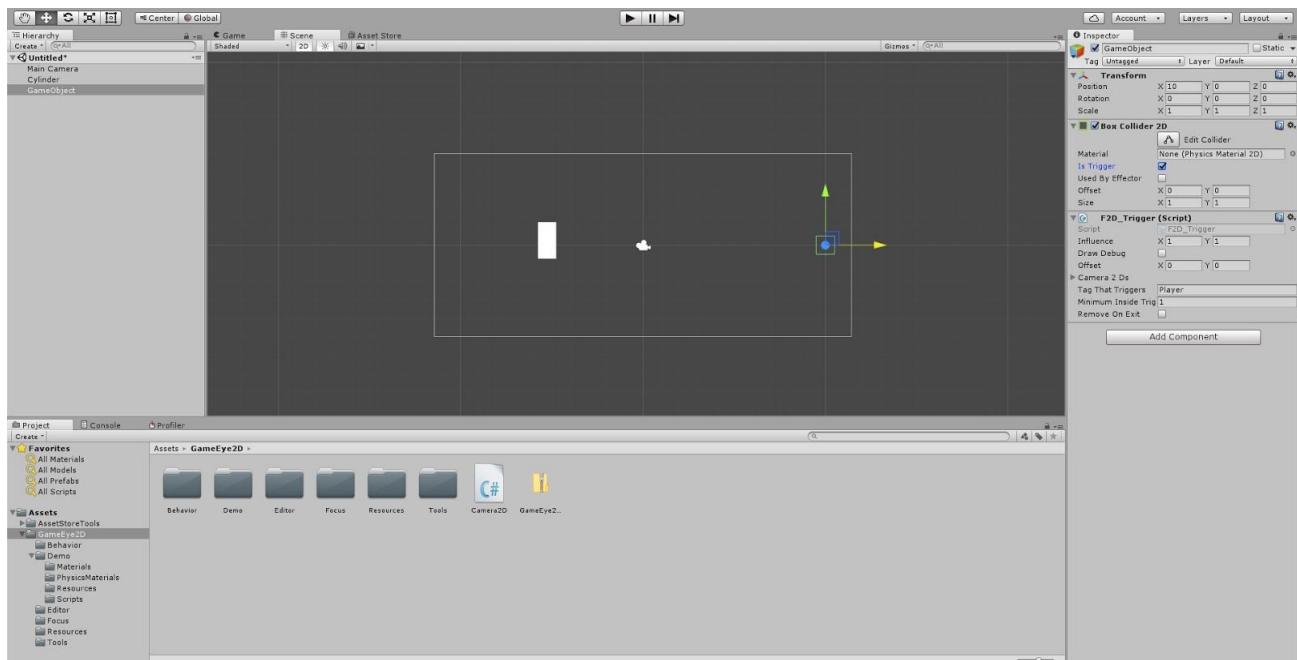 Center Global
Account Layers Layout
Hierarchy
Create All
Untitled*
Main Camera
Cylinder
GameObject
Game Scene Asset Store
Shaded 2D Gizmos All
Inspector
GameObject Static
Tag Untagged Layer Default
Transform
Position X 10 Y 0 Z 0
Rotation X 0 Y 0 Z 0
Scale X 1 Y 1 Z 1
Box Collider 2D
Edit Collider
Material None (Physics Material 2D)
Is Trigger
Used By Effector
Offset X 0 Y 0
Size X 1 Y 1
F2D_Trigger (Script)
Script F2D_Trigger
Influence X 1 Y 1
Draw Debug
Offset X 0 Y 0
Camera 2 Ds
Tag That Triggers Player
Minimum Inside Trig 1
Remove On Exit
Add Component
Project Console Profiler
Create
Favorites
All Materials
All Models
All Prefabs
All Scripts
Assets
AssetStoreTools
GameEye2D
Behavior
Demo
Materials
PhysicsMaterials
Resources
Scripts
Editor
Focus
Resources
Tools
Assets GameEye2D
C#
Behavior Demo Editor Focus Resources Tools Camera2D GameEye2...